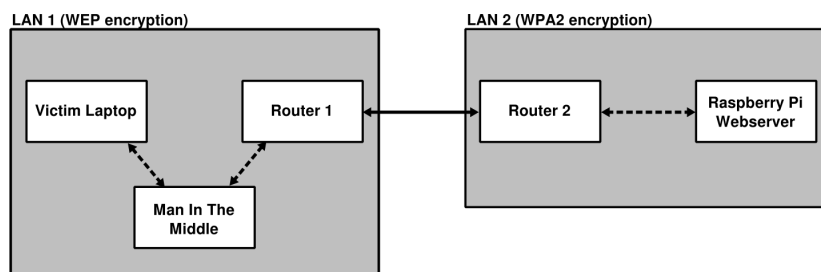 LAN 1 (WEP encryption)
LAN 2 (WPA2 encryption)
Victim Laptop
Router 1
Router 2
Raspberry Pi
Webserver
Man In The
Middle